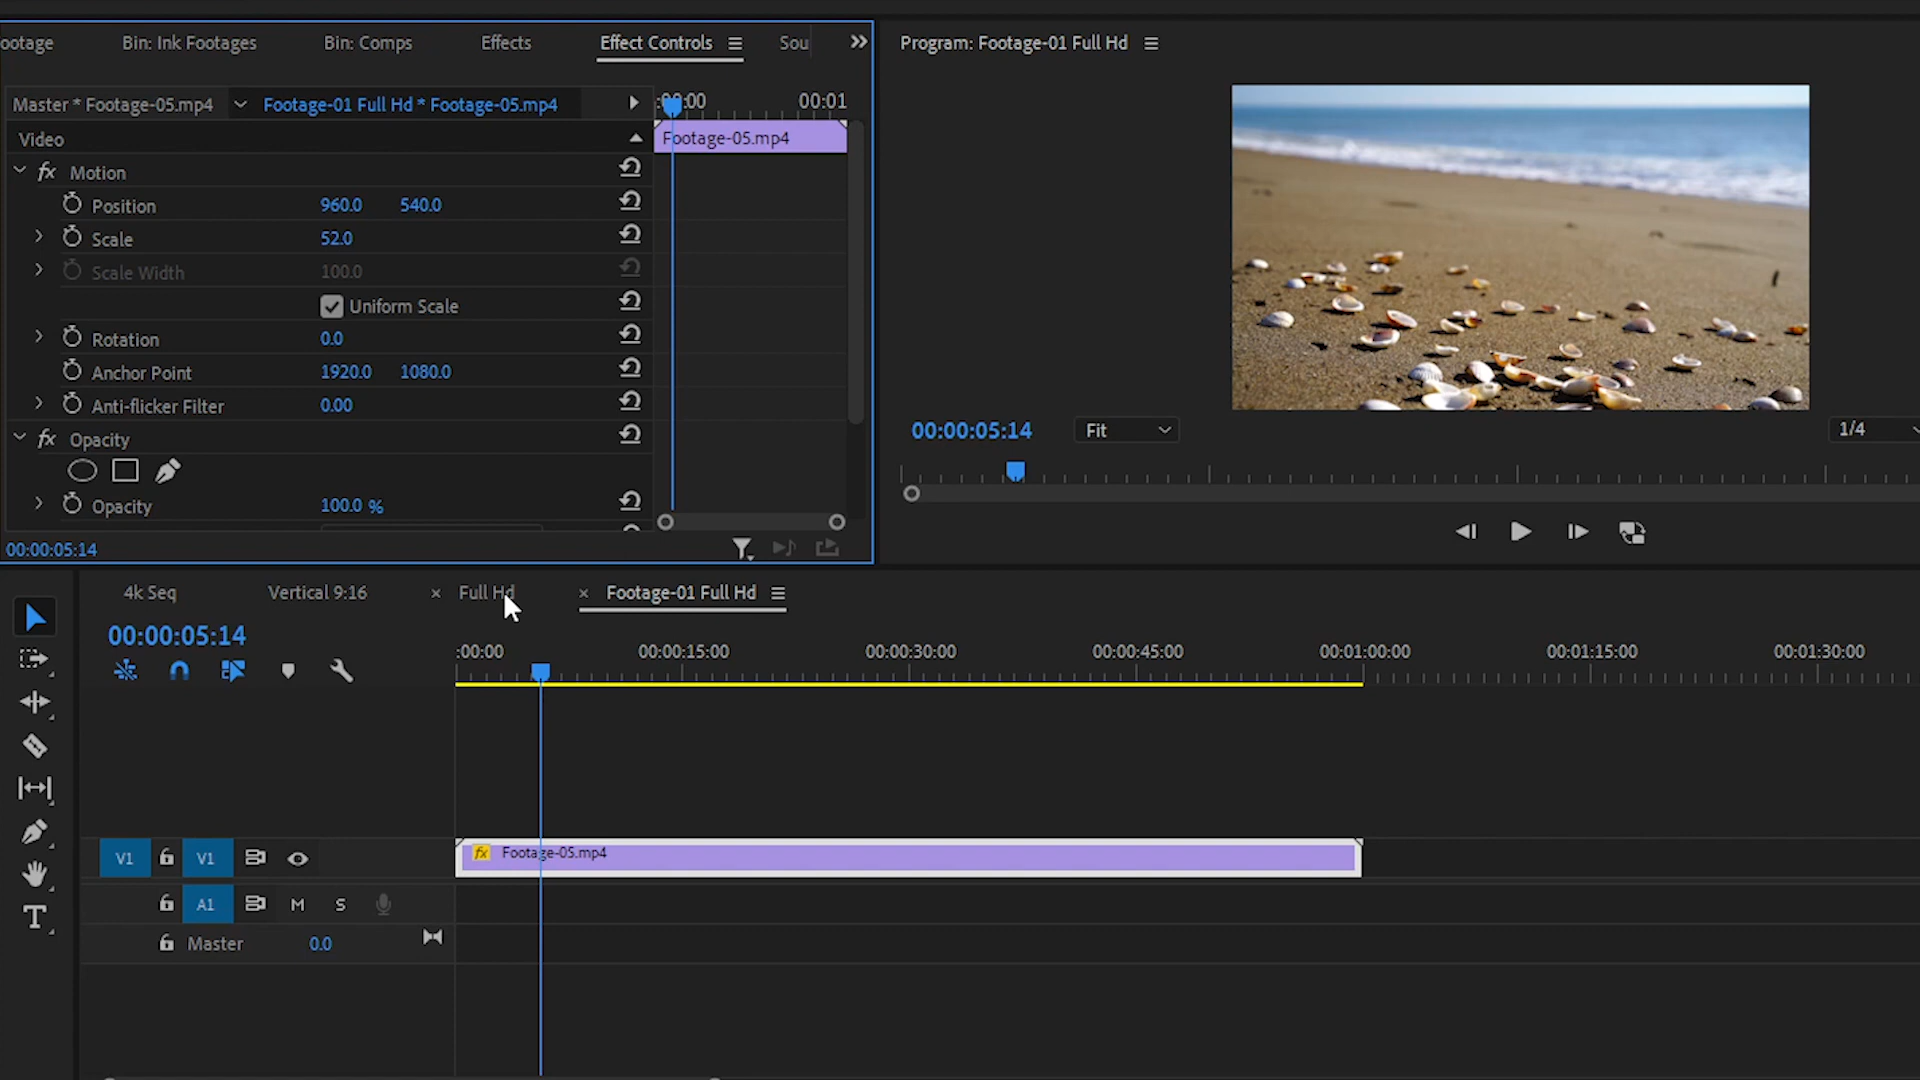 ootage Bin: Ink Footages Bin: Comps Effects Effect Controls Sou
Program: Footage-01 Full Hd
Master * Footage-05.mp4 Footage-01 Full Hd * Footage-05.mp4
:00:00 00:01
Video
Footage-05.mp4
fx Motion
Position 960.0 540.0
Scale 52.0
Scale Width 100.0
Uniform Scale
Rotation 0.0
Anchor Point 1920.0 1080.0
Anti-flicker Filter 0.00
fx Opacity
Opacity 100.0 %
00:00:05:14
00:00:05:14 Fit 1/4
4k Seq Vertical 9:16 × Full Hd × Footage-01 Full Hd
00:00:05:14
:00:00 00:00:15:00 00:00:30:00 00:00:45:00 00:01:00:00 00:01:15:00 00:01:30:00
V1 V1
fx Footage-05.mp4
A1 M S
Master 0.0
T